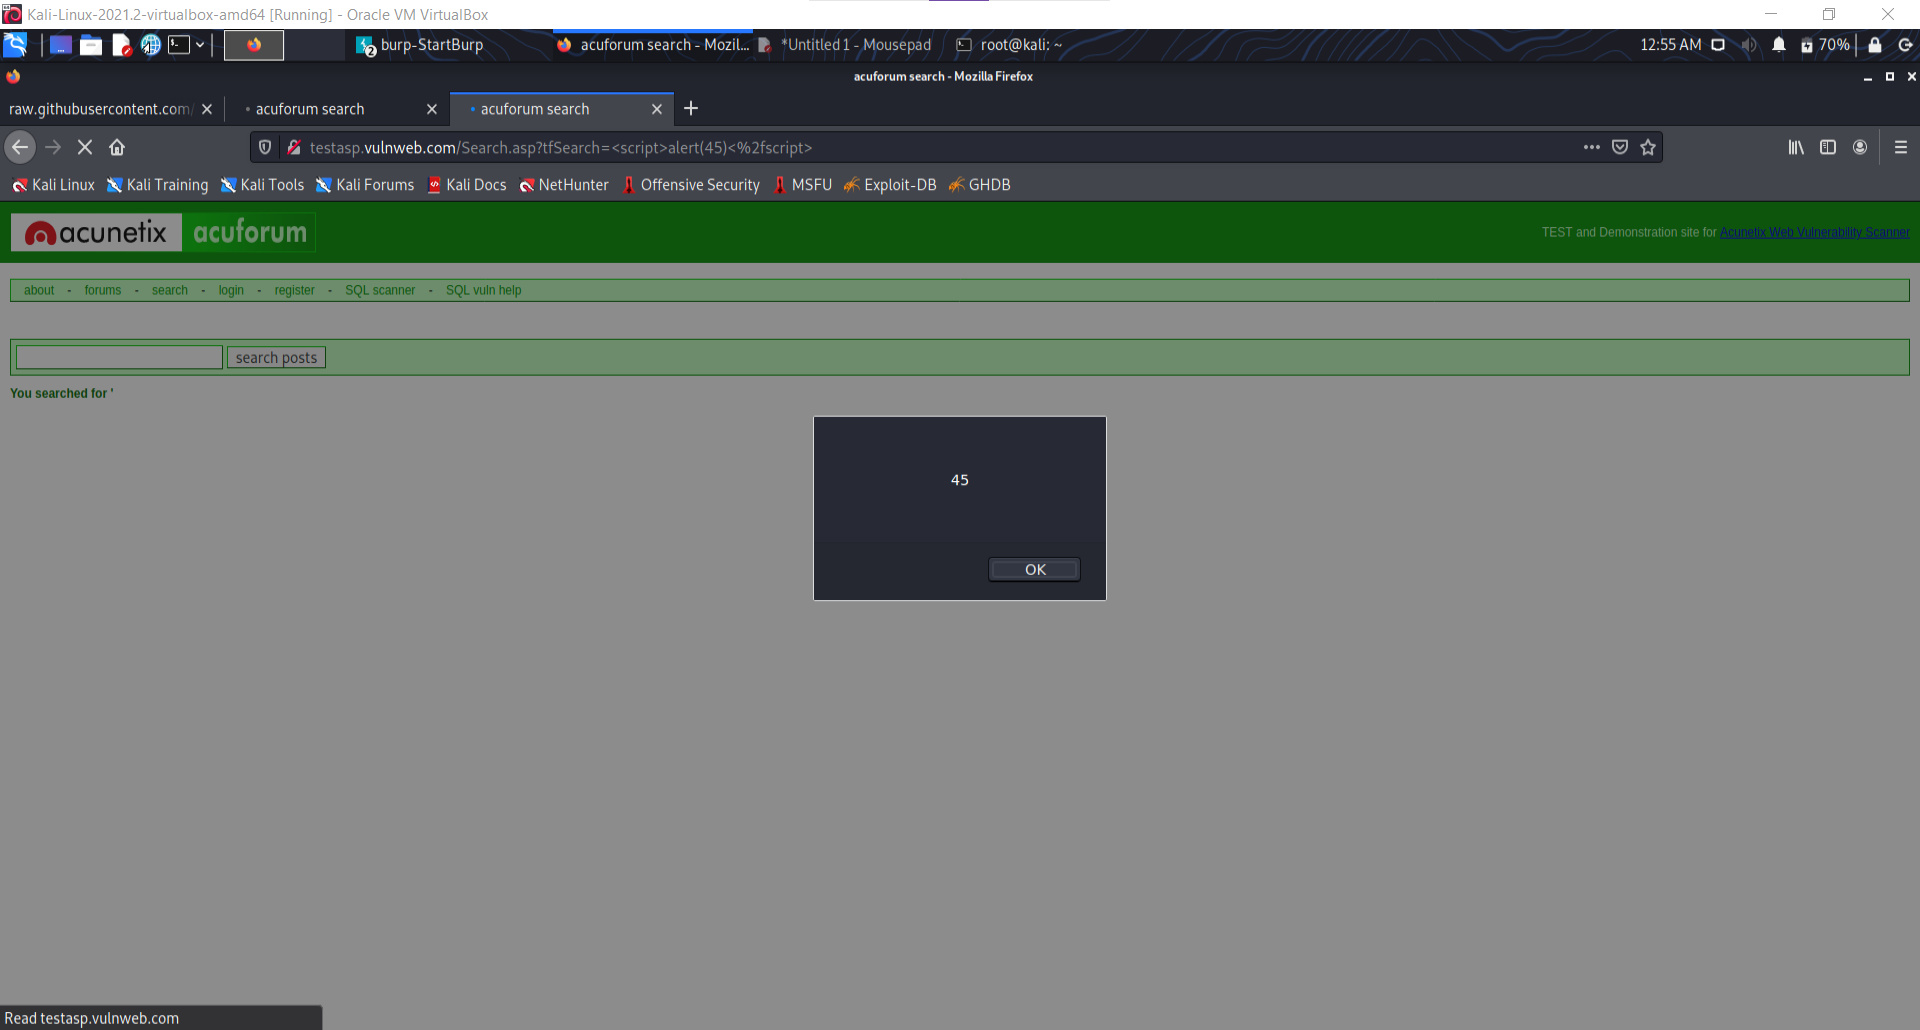 Kali-Linux-2021.2-virtualbox-amd64 [Running] - Oracle VM VirtualBox
burp-StartBurp
acuforum search - Mozil...
*Untitled 1 - Mousepad
root@kali: ~
12:55 AM
70%
2
acuforum search - Mozilla Firefox
raw.githubusercontent.com/
acuforum search
acuforum search
testasp.vulnweb.com/Search.asp?tfSearch=<script>alert(45)<%2fscript>
Kali Linux
Kali Training
Kali Tools
Kali Forums
Kali Docs
NetHunter
Offensive Security
MSFU
Exploit-DB
GHDB
acunetix acuforum
TEST and Demonstration site for Acunetix Web Vulnerability Scanner
about - forums - search - login - register - SQL scanner - SQL vuln help
search posts
You searched for '
45
OK
Read testasp.vulnweb.com